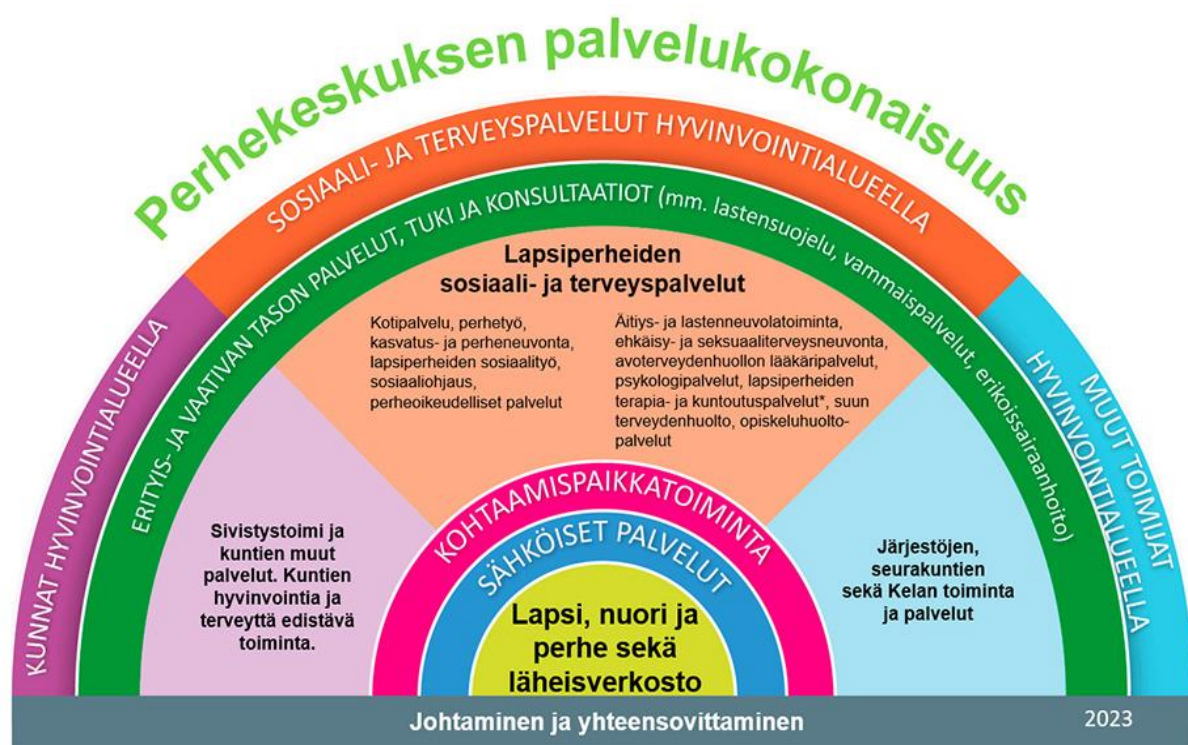 Perhekeskuksen palvelukokonaisuus
SOSIAALI- JA TERVEYSPALVELUT HYVINVOINTIALUEELLA
KUNNAT HYVINVOINTIALUEELLA
MUUT TOIMIJAT
HYVINVOINTIALUEELLA
ERITYIS- JA VAATIVAN TASON PALVELUT, TUKI JA KONSULTAATIOT (mm. lastensuojelu, vammaispalvelut, erikoissairaanhoito)
Lapsiperheiden
sosiaali- ja terveyspalvelut
Kotipalvelu, perhetyö,
kasvatus- ja perheneuvonta,
lapsiperheiden sosiaalityö,
sosiaaliohjaus,
perheoikeudelliset palvelut
Äitiys- ja lastenneuvolatoiminta,
ehkäisy- ja seksuaaliterveysneuvonta,
avoterveydenhuollon lääkäripalvelut,
psykologipalvelut, lapsiperheiden
terapia- ja kuntoutuspalvelut*, suun
terveydenhuolto, opiskeluhuolto-
palvelut
Sivistystoimi ja
kuntien muut
palvelut. Kuntien
hyvinvointia ja
terveyttä edistävä
toiminta.
Järjestöjen,
seurakuntien
sekä Kelan toiminta
ja palvelut
KOHTAAMISPAIKKATOIMINTA
SÄHKÖISET PALVELUT
Lapsi, nuori ja
perhe sekä
läheisverkosto
Johtaminen ja yhteensovittaminen
2023